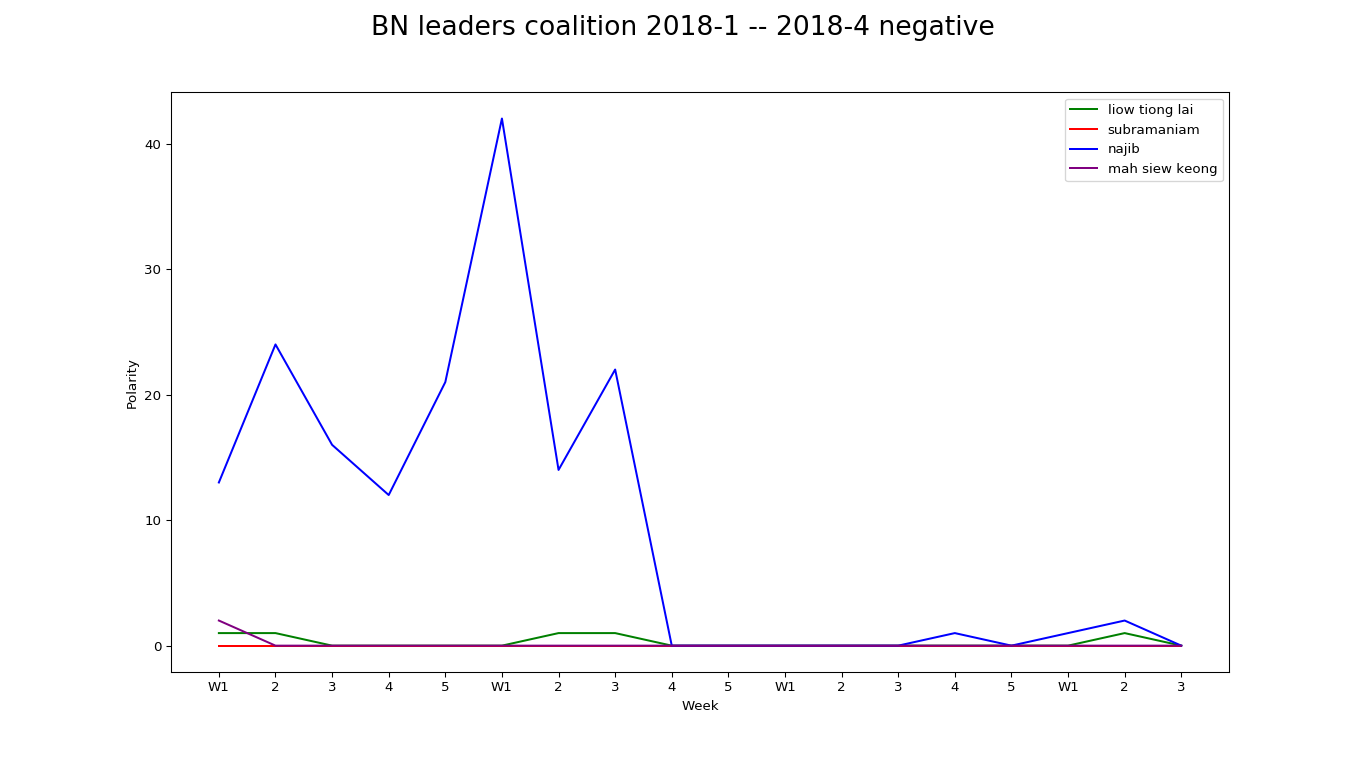 BN leaders coalition 2018-1 -- 2018-4 negative
liow tiong lai
subramaniam
najib
mah siew keong
40
30
20
10
0
Polarity
W1 2 3 4 5 W1 2 3 4 5 W1 2 3 4 5 W1 2 3
Week